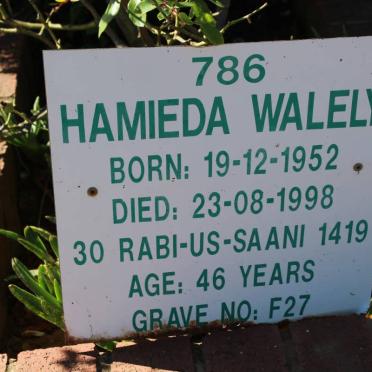 786
HAMIEDA WALELY
BORN: 19-12-1952
DIED: 23-08-1998
30 RABI-US-SAANI 1419
AGE: 46 YEARS
GRAVE NO: F27